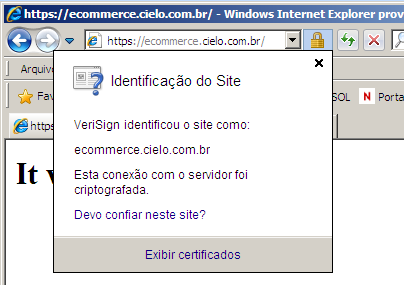 https://ecommerce.cielo.com.br/ - Windows Internet Explorer prov
https://ecommerce.cielo.com.br/
Arquivo
Identificação do Site
Fav
SOL
N Porta
VeriSign identificou o site como:
https
ecommerce.cielo.com.br
Esta conexão com o servidor foi
criptografada.
It
Devo confiar neste site?
Exibir certificados